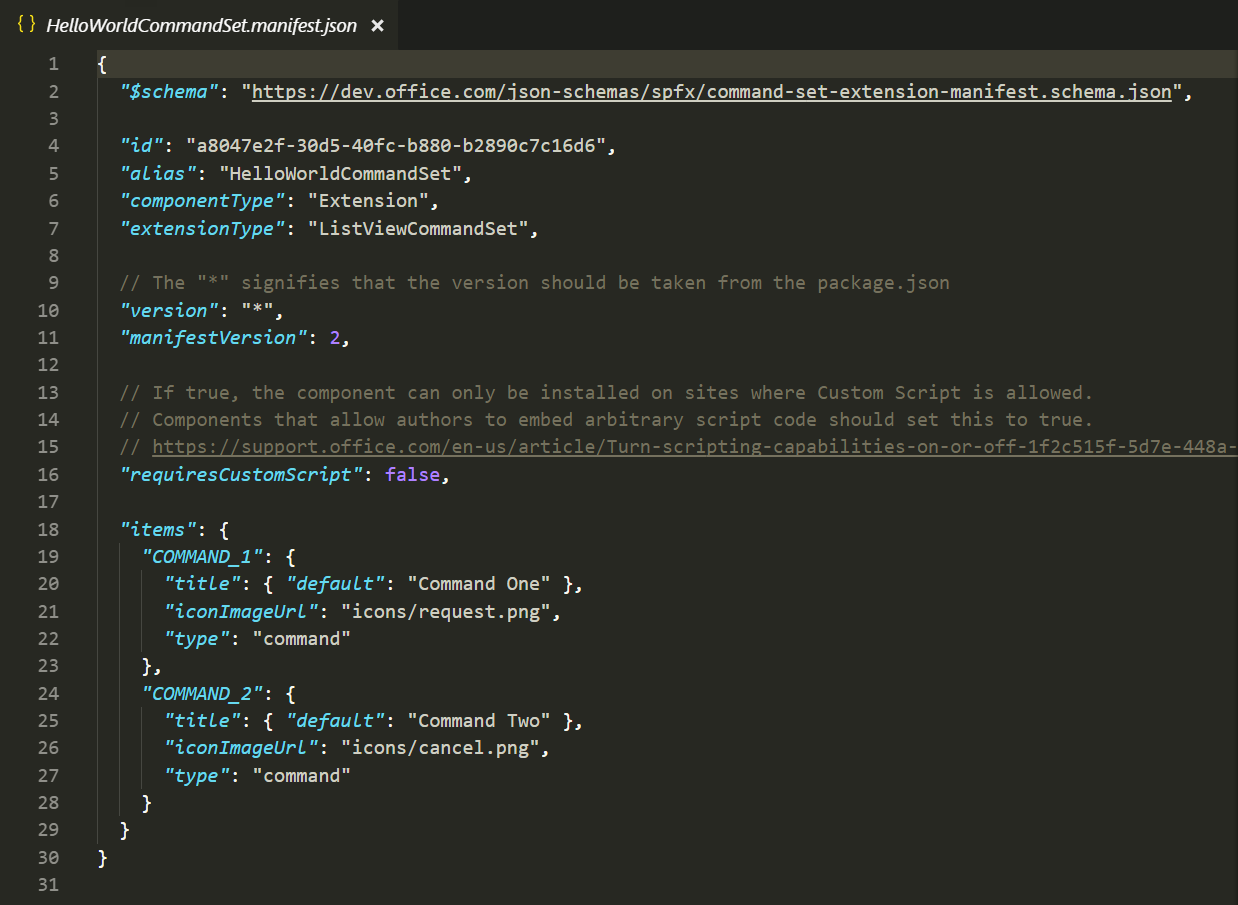 { } HelloWorldCommandSet.manifest.json ×
1 {
2 "$schema": "https://dev.office.com/json-schemas/spfx/command-set-extension-manifest.schema.json",
3
4 "id": "a8047e2f-30d5-40fc-b880-b2890c7c16d6",
5 "alias": "HelloWorldCommandSet",
6 "componentType": "Extension",
7 "extensionType": "ListViewCommandSet",
8
9 // The "*" signifies that the version should be taken from the package.json
10 "version": "*",
11 "manifestVersion": 2,
12
13 // If true, the component can only be installed on sites where Custom Script is allowed.
14 // Components that allow authors to embed arbitrary script code should set this to true.
15 // https://support.office.com/en-us/article/Turn-scripting-capabilities-on-or-off-1f2c515f-5d7e-448a-
16 "requiresCustomScript": false,
17
18 "items": {
19 "COMMAND_1": {
20 "title": { "default": "Command One" },
21 "iconImageUrl": "icons/request.png",
22 "type": "command"
23 },
24 "COMMAND_2": {
25 "title": { "default": "Command Two" },
26 "iconImageUrl": "icons/cancel.png",
27 "type": "command"
28 }
29 }
30 }
31